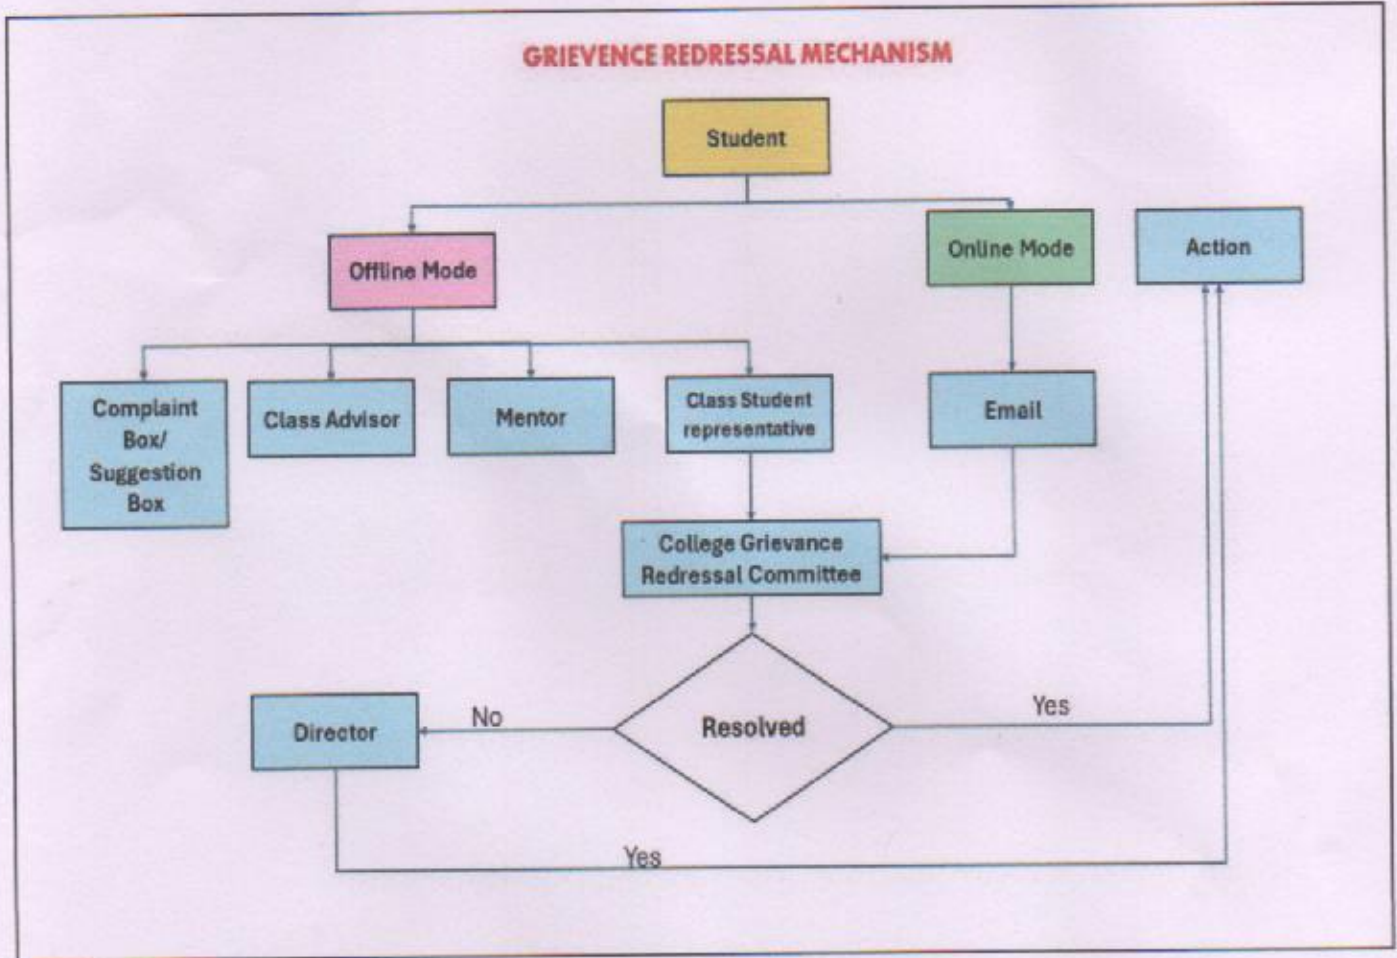 GRIEVENCE REDRESSAL MECHANISM
Student
Offline Mode
Online Mode
Action
Complaint
Box/
Suggestion
Box
Class Advisor
Mentor
Class Student
representative
Email
College Grievance
Redressal Committee
Director
No
Resolved
Yes
Yes